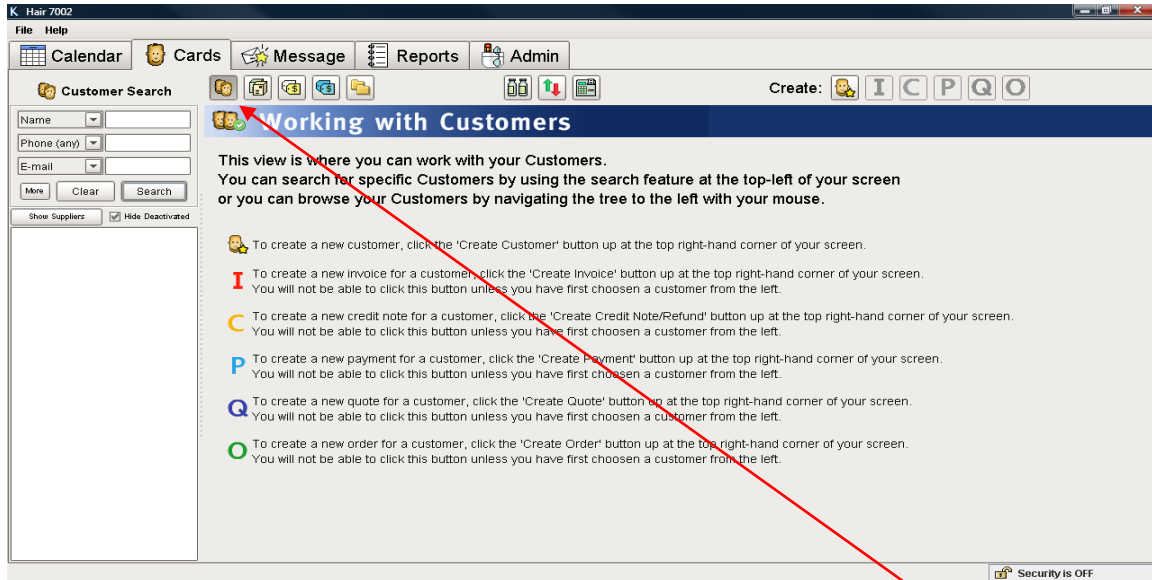 K Hair 7002
File Help
Calendar Cards Message Reports Admin
Customer Search Create: I C P Q O
Name
Phone (any)
E-mail
More Clear Search
Show Suppliers Hide Deactivated
Working with Customers
This view is where you can work with your Customers.
You can search for specific Customers by using the search feature at the top-left of your screen
or you can browse your Customers by navigating the tree to the left with your mouse.
To create a new customer, click the 'Create Customer' button up at the top right-hand corner of your screen.
I To create a new invoice for a customer, click the 'Create Invoice' button up at the top right-hand corner of your screen.
You will not be able to click this button unless you have first choosen a customer from the left.
C To create a new credit note for a customer, click the 'Create Credit Note/Refund' button up at the top right-hand corner of your screen.
You will not be able to click this button unless you have first choosen a customer from the left.
P To create a new payment for a customer, click the 'Create Payment' button up at the top right-hand corner of your screen.
You will not be able to click this button unless you have first choosen a customer from the left.
Q To create a new quote for a customer, click the 'Create Quote' button up at the top right-hand corner of your screen.
You will not be able to click this button unless you have first choosen a customer from the left.
O To create a new order for a customer, click the 'Create Order' button up at the top right-hand corner of your screen.
You will not be able to click this button unless you have first choosen a customer from the left.
Security is OFF